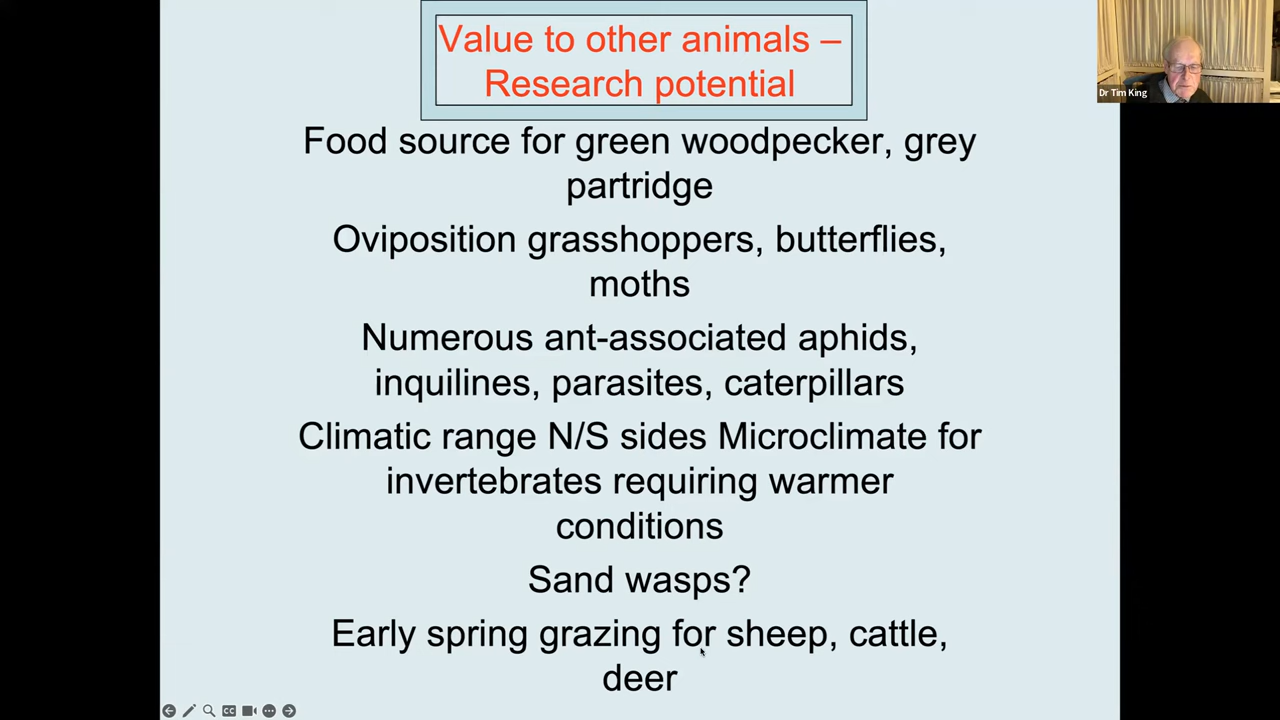 Value to other animals –
Research potential
Food source for green woodpecker, grey
partridge
Oviposition grasshoppers, butterflies,
moths
Numerous ant-associated aphids,
inquilines, parasites, caterpillars
Climatic range N/S sides Microclimate for
invertebrates requiring warmer
conditions
Sand wasps?
Early spring grazing for sheep, cattle,
deer
Dr Tim King
CC